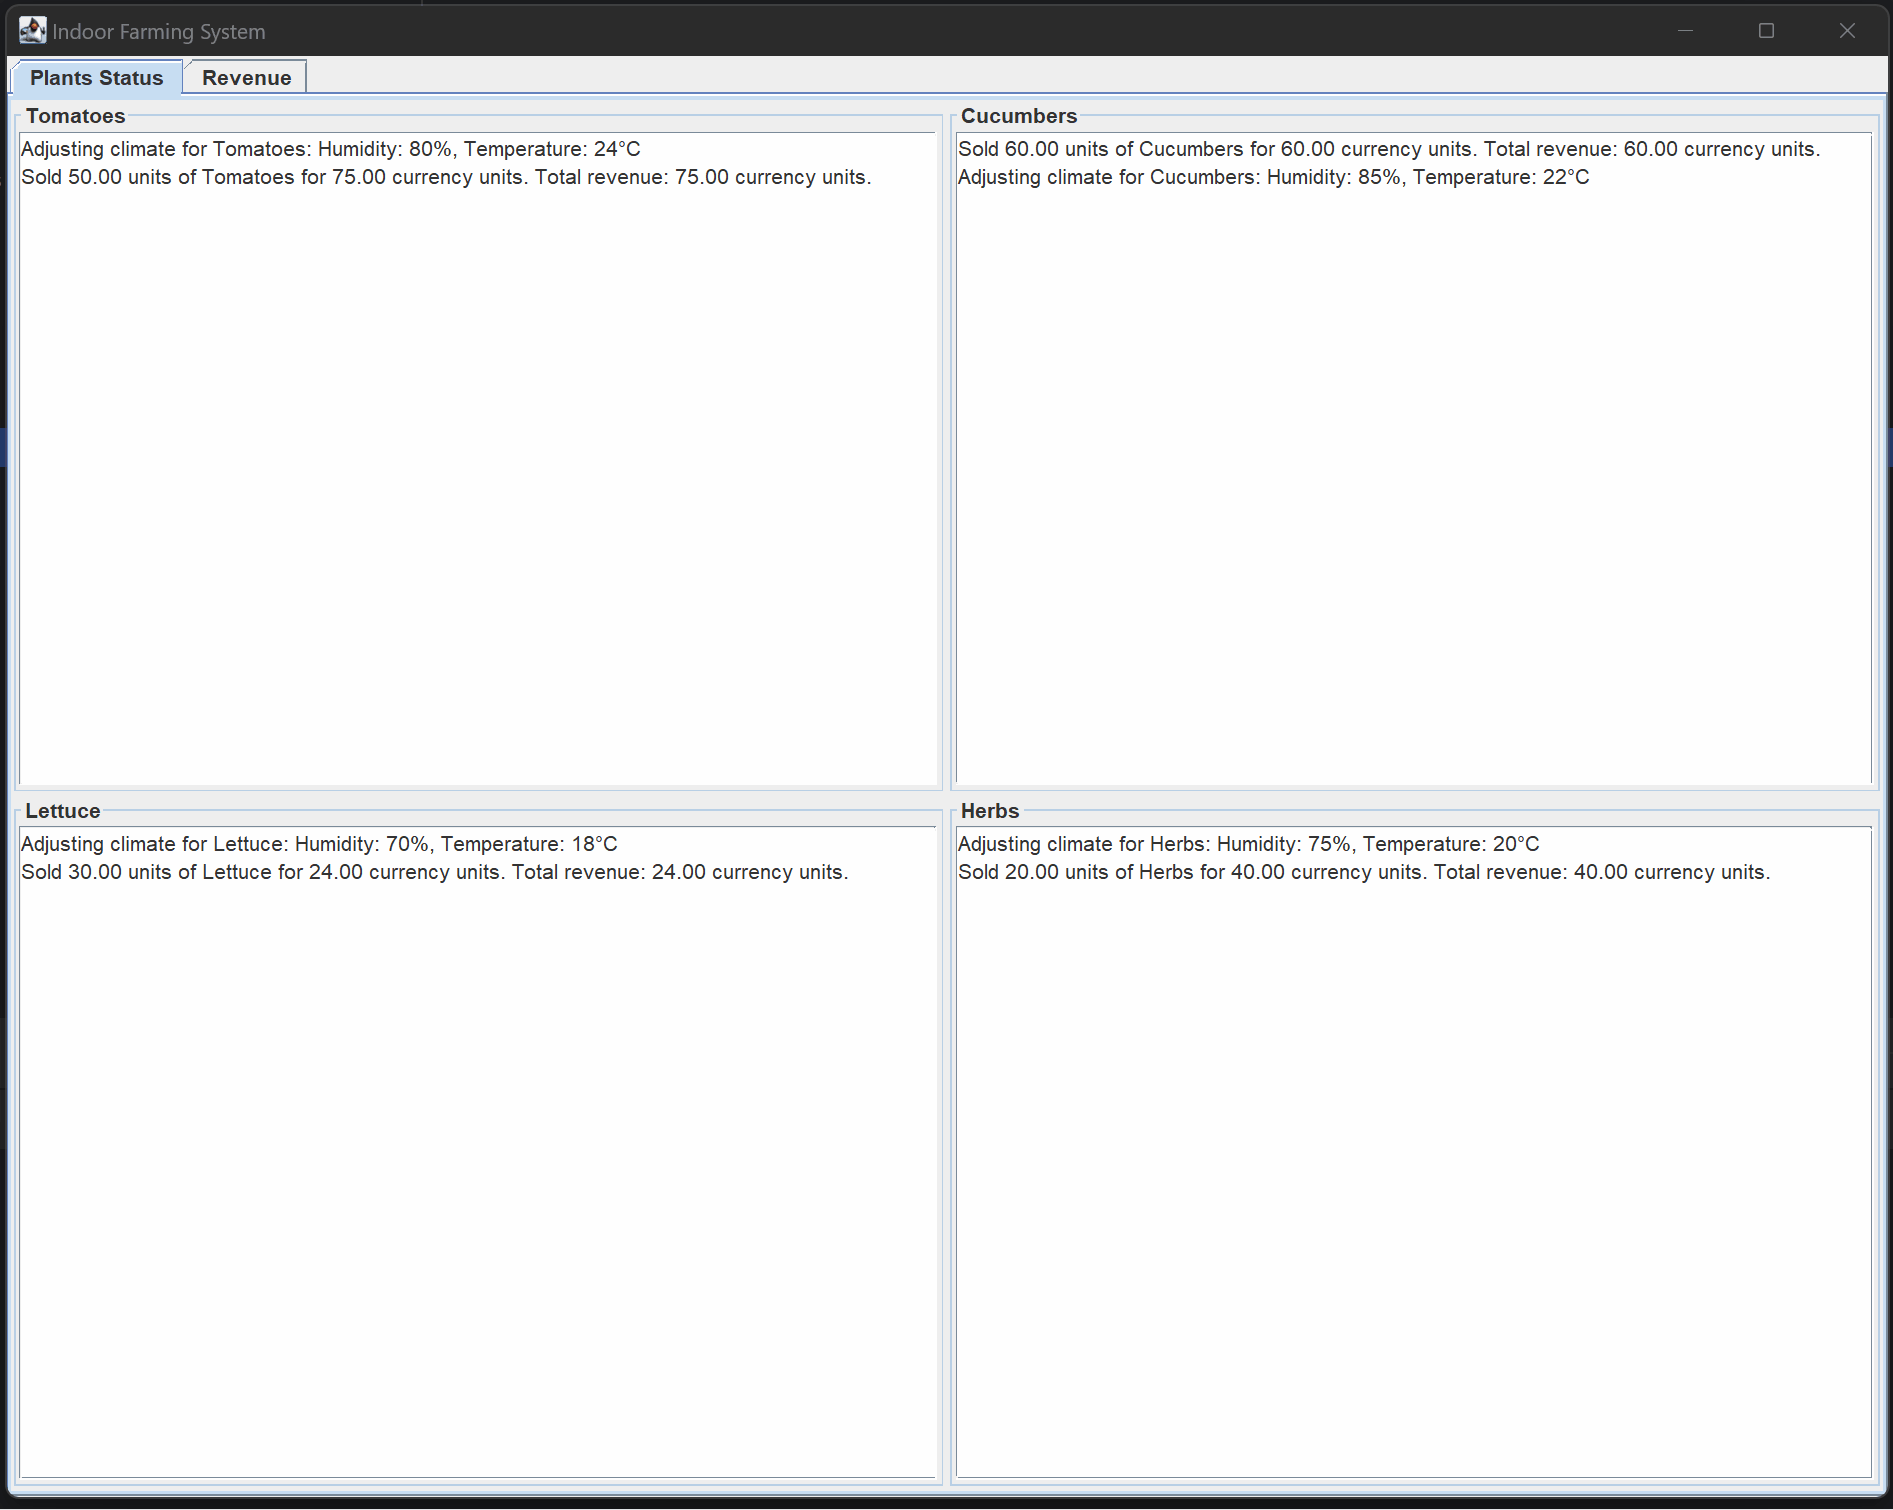 Indoor Farming System
Plants Status
Revenue
Tomatoes
Adjusting climate for Tomatoes: Humidity: 80%, Temperature: 24°C
Sold 50.00 units of Tomatoes for 75.00 currency units. Total revenue: 75.00 currency units.
Cucumbers
Sold 60.00 units of Cucumbers for 60.00 currency units. Total revenue: 60.00 currency units.
Adjusting climate for Cucumbers: Humidity: 85%, Temperature: 22°C
Lettuce
Adjusting climate for Lettuce: Humidity: 70%, Temperature: 18°C
Sold 30.00 units of Lettuce for 24.00 currency units. Total revenue: 24.00 currency units.
Herbs
Adjusting climate for Herbs: Humidity: 75%, Temperature: 20°C
Sold 20.00 units of Herbs for 40.00 currency units. Total revenue: 40.00 currency units.